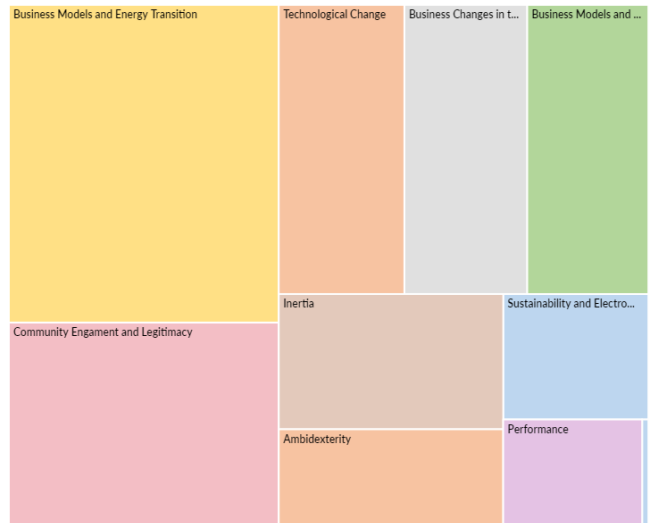 Business Models and Energy Transition
Technological Change
Business Changes in t...
Business Models and ...
Inertia
Sustainability and Electro...
Community Engament and Legitimacy
Performance
Ambidexterity